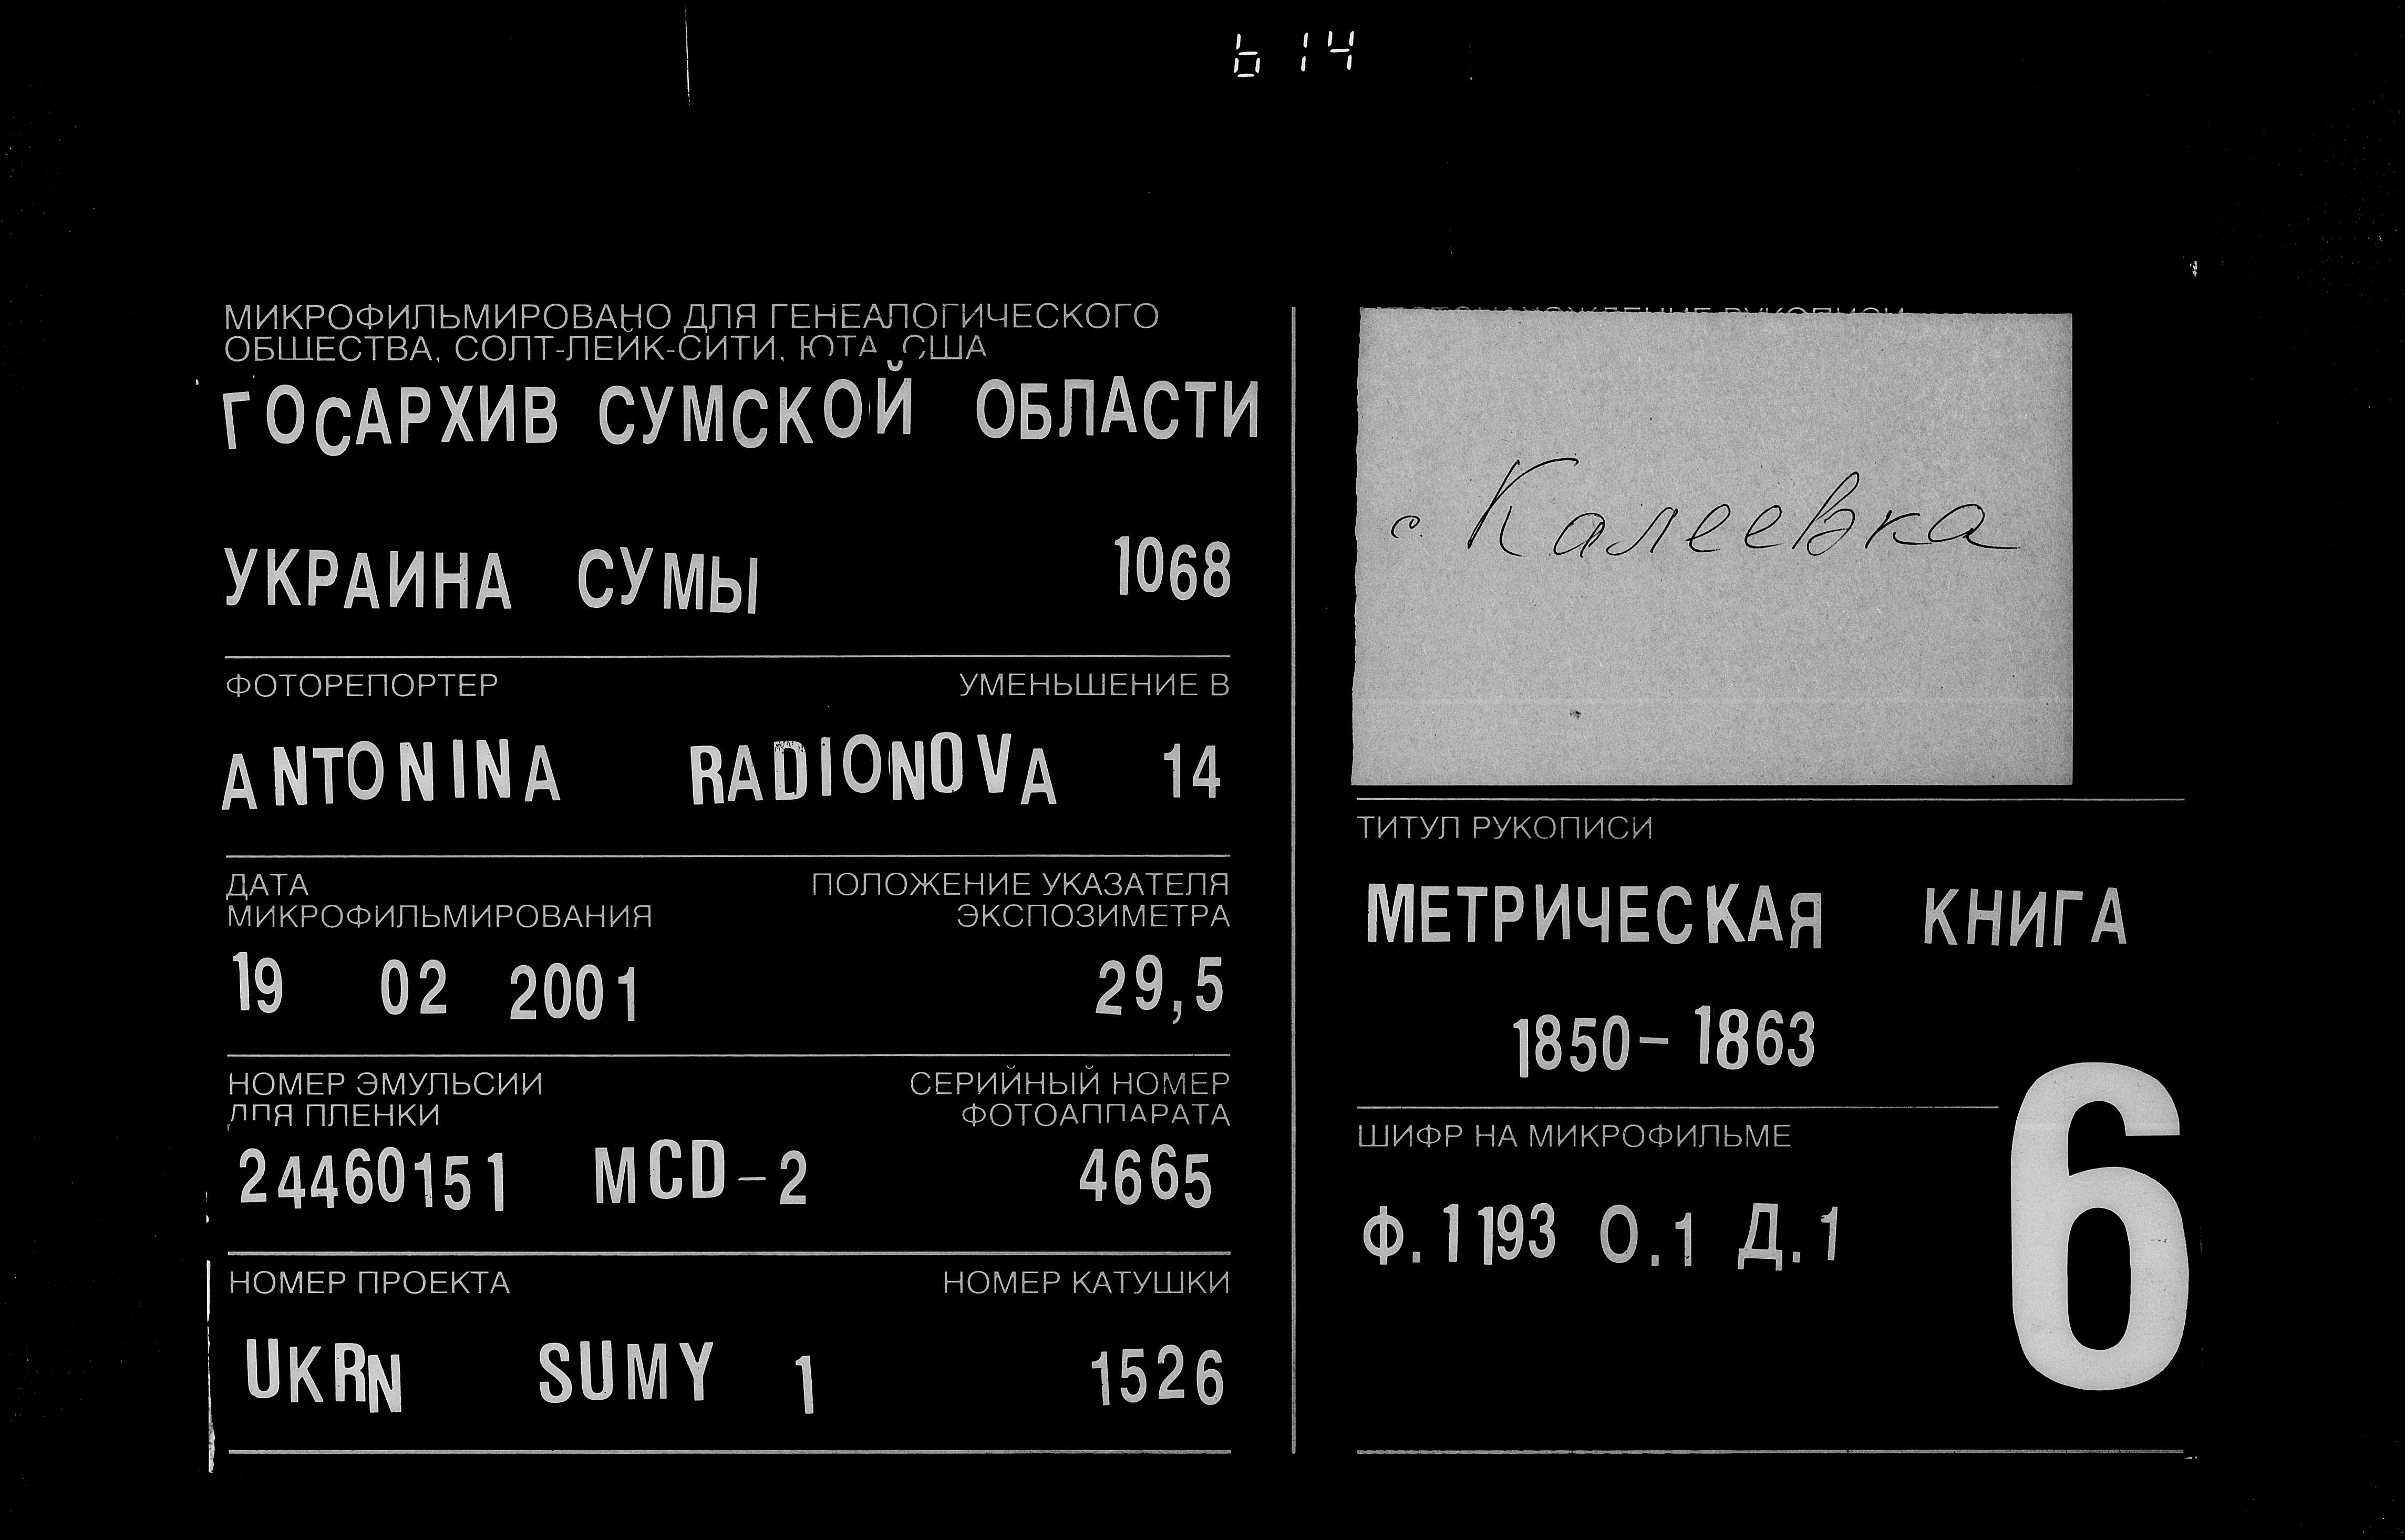 614
МИКРОФИЛЬМИРОВАНО ДЛЯ ГЕНЕАЛОГИЧЕСКОГО
ОБЩЕСТВА, СОЛТ-ЛЕЙК-СИТИ, ЮТА, США
ГОСАРХИВ СУМСКОЙ ОБЛАСТИ
УКРАИНА СУМЫ 1068
ФОТОРЕПОРТЕР УМЕНЬШЕНИЕ В
ANTONINA RADIONOVA 14
ДАТА
МИКРОФИЛЬМИРОВАНИЯ
ПОЛОЖЕНИЕ УКАЗАТЕЛЯ
ЭКСПОЗИМЕТРА
19 02 2001 29,5
НОМЕР ЭМУЛЬСИИ
ДЛЯ ПЛЕНКИ
СЕРИЙНЫЙ НОМЕР
ФОТОАППАРАТА
24460151 MCD-2 4665
НОМЕР ПРОЕКТА НОМЕР КАТУШКИ
UKRN SUMY 1 1526
МЕСТОНАХОЖДЕНИЕ РУКОПИСИ
с. Калеевка
ТИТУЛ РУКОПИСИ
МЕТРИЧЕСКАЯ КНИГА
1850-1863
ШИФР НА МИКРОФИЛЬМЕ
Ф.1193 О.1 Д.1
6